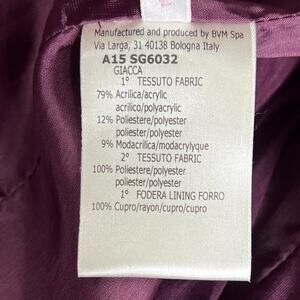 Manufactured and produced by BVM Spa
Via Larga, 31 40138 Bologna Italy
A15 SG6032
GIACCA
1° TESSUTO FABRIC
79% Acrilica/acrylic
acrilico/polyacrylic
12% Poliestere/polyester
poliester/polyester
9% Modacrilica/modacrylyque
2° TESSUTO FABRIC
100% Poliestere/polyester
poliester/polyester
1° FODERA LINING FORRO
100% Cupro/rayon/cupro/cupro